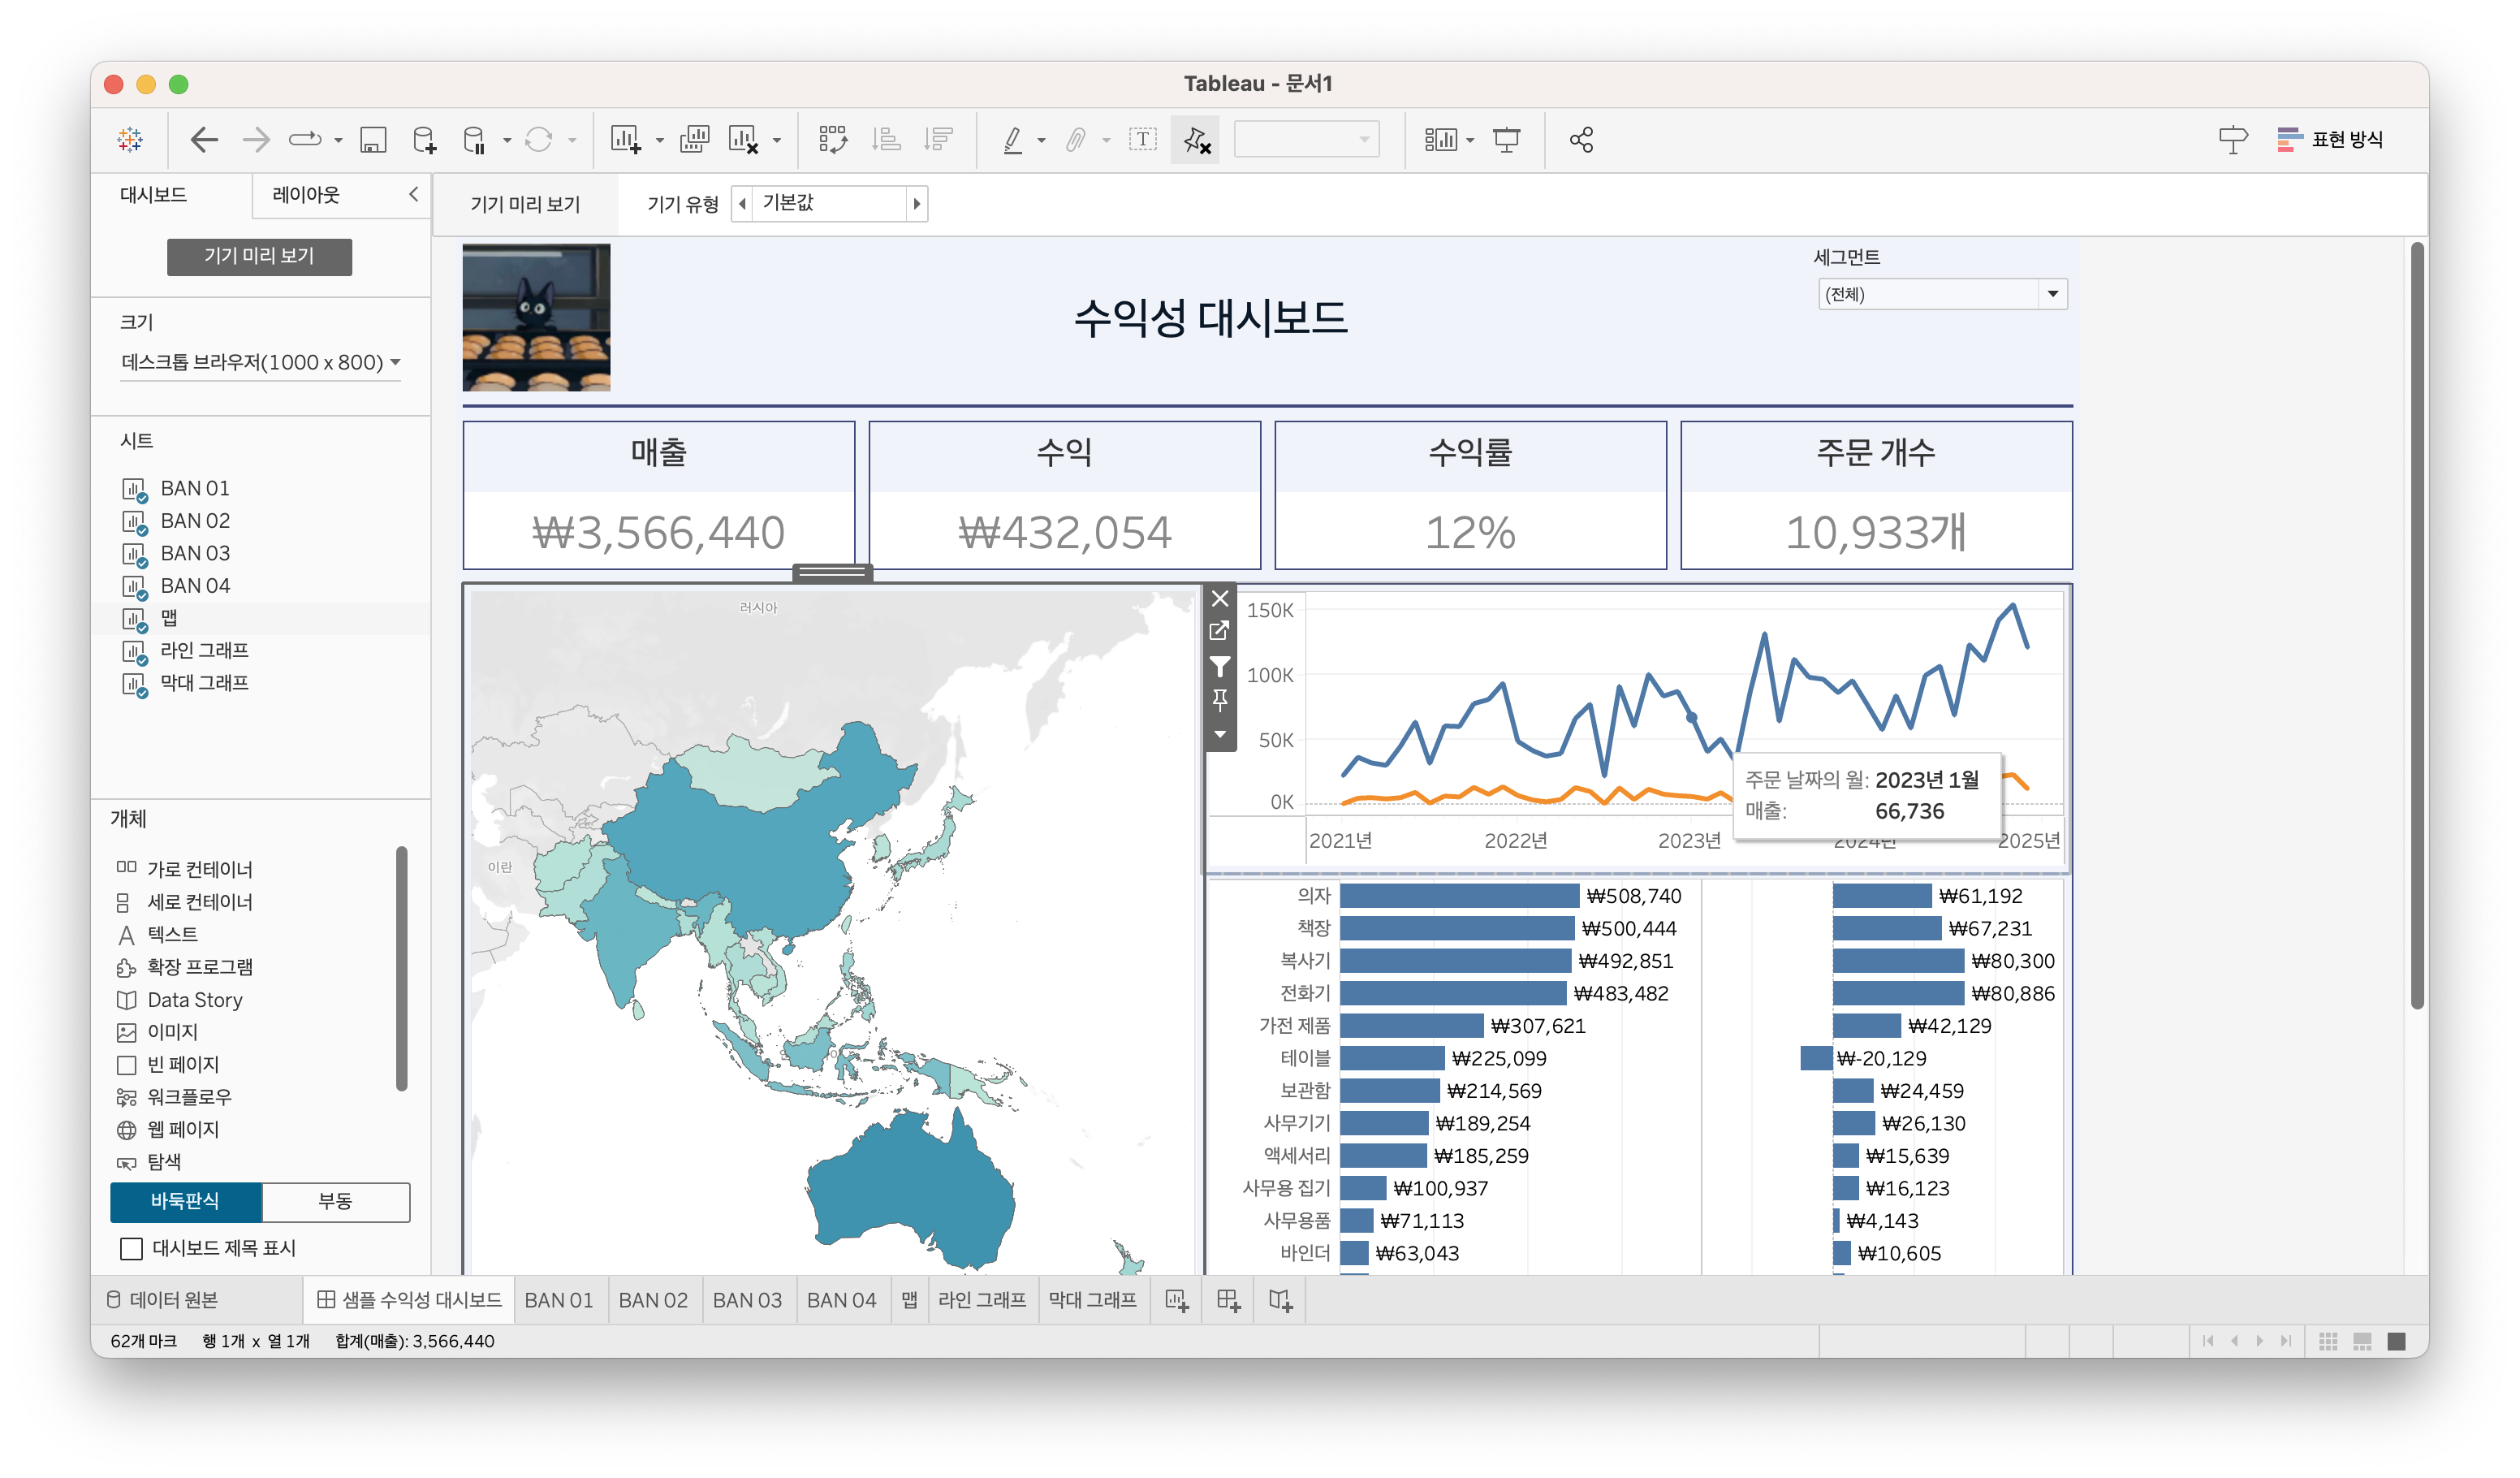 Tableau - 문서1
표현 방식
대시보드
레이아웃
기기 미리 보기
기기 유형
기본값
기기 미리 보기
크기
데스크톱 브라우저(1000 x 800)
시트
BAN 01
BAN 02
BAN 03
BAN 04
맵
라인 그래프
막대 그래프
개체
가로 컨테이너
세로 컨테이너
텍스트
확장 프로그램
Data Story
이미지
빈 페이지
워크플로우
웹 페이지
탐색
바둑판식
부동
대시보드 제목 표시
수익성 대시보드
세그먼트
(전체)
매출
₩3,566,440
수익
₩432,054
수익률
12%
주문 개수
10,933개
러시아
이란
150K
100K
50K
0K
2021년
2022년
2023년
2024년
2025년
주문 날짜의 월: 2023년 1월
매출: 66,736
의자 ₩508,740 ₩61,192
책장 ₩500,444 ₩67,231
복사기 ₩492,851 ₩80,300
전화기 ₩483,482 ₩80,886
가전 제품 ₩307,621 ₩42,129
테이블 ₩225,099 ₩-20,129
보관함 ₩214,569 ₩24,459
사무기기 ₩189,254 ₩26,130
액세서리 ₩185,259 ₩15,639
사무용 집기 ₩100,937 ₩16,123
사무용품 ₩71,113 ₩4,143
바인더 ₩63,043 ₩10,605
데이터 원본
샘플 수익성 대시보드
BAN 01
BAN 02
BAN 03
BAN 04
맵
라인 그래프
막대 그래프
62개 마크 행 1개 x 열 1개 합계(매출): 3,566,440